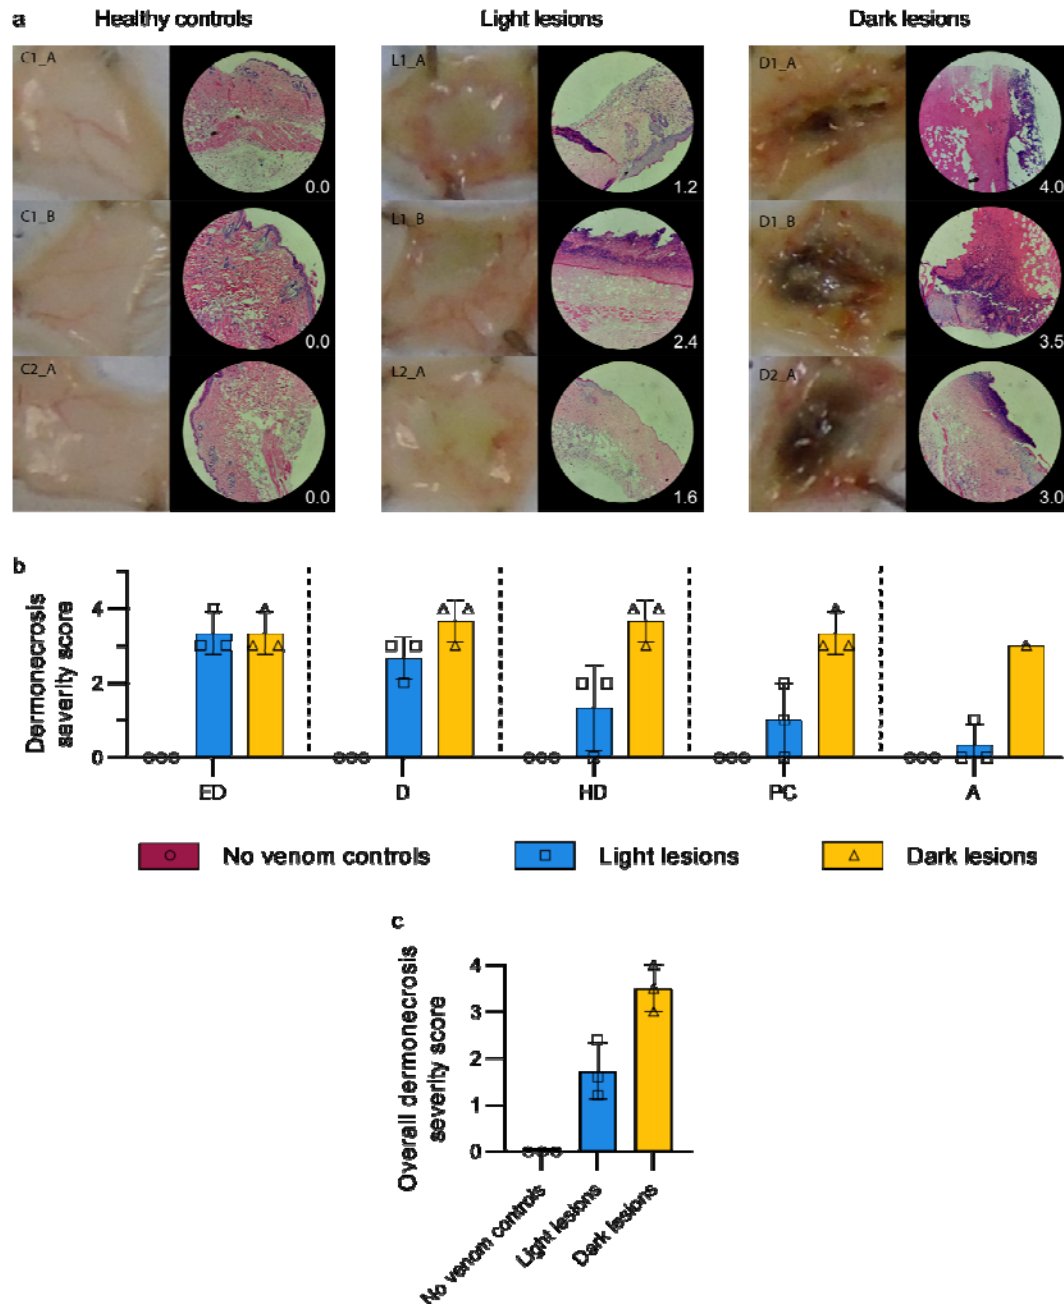 a Healthy controls Light lesions Dark lesions
C1_A L1_A D1_A
0.0 1.2 4.0
C1_B L1_B D1_B
0.0 2.4 3.5
C2_A L2_A D2_A
0.0 1.6 3.0
b
Dermonecrosis
severity score
4
2
0
ED D HD PC A
No venom controls Light lesions Dark lesions
c
Overall dermonecrosis
severity score
4
3
2
1
0
No venom controls
Light lesions
Dark lesions